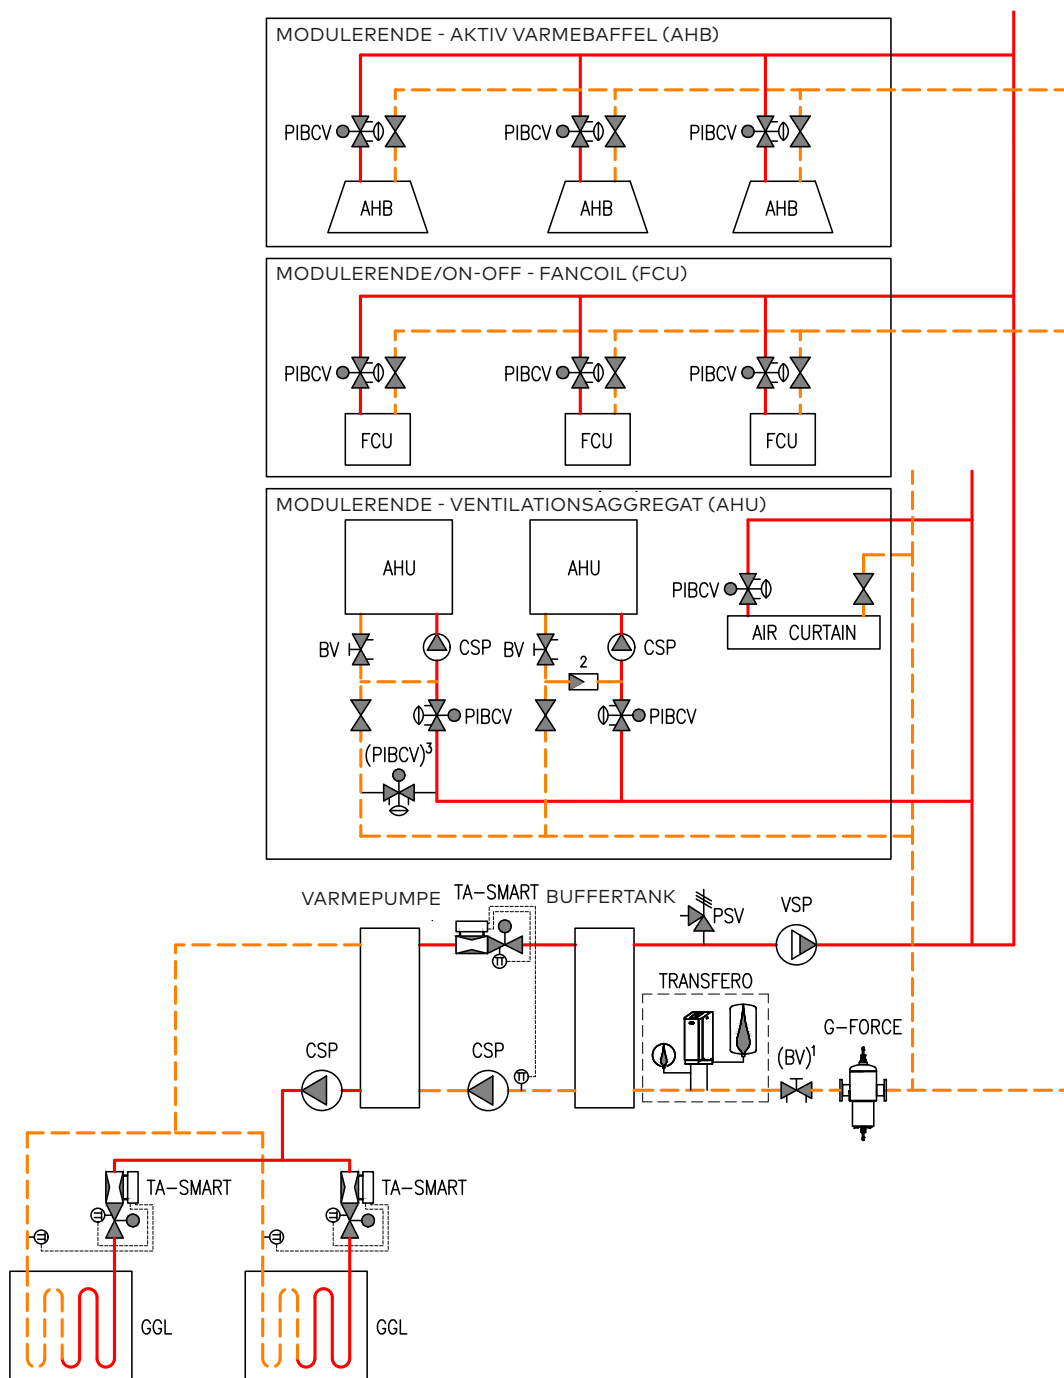 MODULERENDE - AKTIV VARMEBAFFEL (AHB)
PIBCV PIBCV PIBCV
AHB AHB AHB
MODULERENDE/ON-OFF - FANCOIL (FCU)
PIBCV PIBCV PIBCV
FCU FCU FCU
MODULERENDE - VENTILATIONSAGGREGAT (AHU)
AHU AHU
PIBCV
AIR CURTAIN
BV CSP BV CSP
2
PIBCV PIBCV
(PIBCV)³
VARMEPUMPE TA-SMART BUFFERTANK
PSV VSP
TRANSFERO
G-FORCE
CSP CSP (BV)¹
TA-SMART TA-SMART
GGL GGL